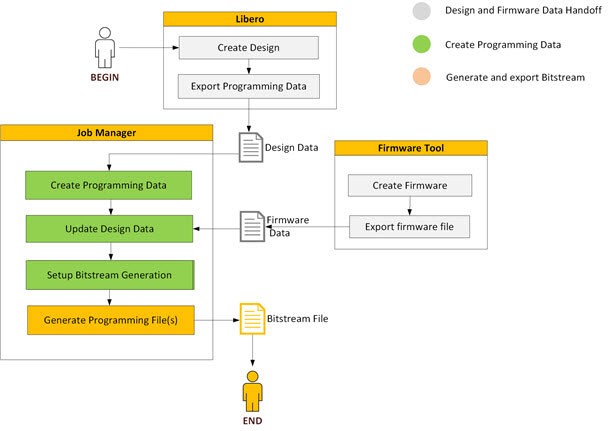 Libero
Create Design
Export Programming Data
BEGIN
Design and Firmware Data Handoff
Create Programming Data
Generate and export Bitstream
Job Manager
Design Data
Firmware Tool
Create Programming Data
Create Firmware
Update Design Data
Firmware
Data
Export firmware file
Setup Bitstream Generation
Generate Programming File(s)
Bitstream File
END